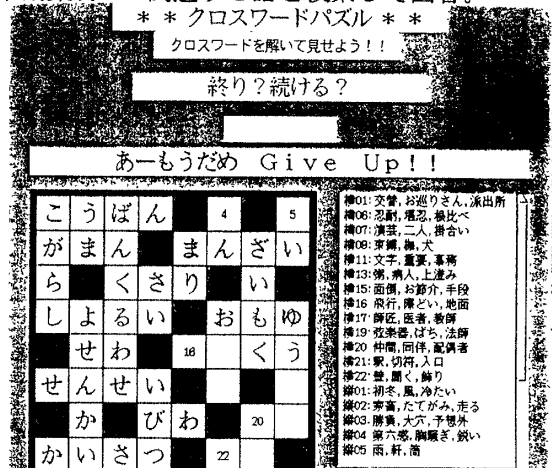 **クロスワードパズル**
クロスワードを解いて見せよう!!
終り?続ける?
あーもうだめ Give Up!!
こうばん 4 5
がまん まんざい
ら くさり い
しよるい おもゆ
せわ 16 くう
せんせい
か びわ 20
かいさつ 22
横01:交替,お巡りさん,派出所
横06:忍耐,堪忍,根比べ
横07:演芸,二人,掛合い
束縛,犬
横11:文字,重要,事務
横13:粥,病人,上澄み
横15:面倒,お節介,手段
横16 飛行,際どい,地面
横17:師匠,医者,教師
横19:弦楽器,ばち,法師
横20 仲間,同伴,配偶者
横21:駅,切符,入口
横22:聞く,飾り
縦01:初冬,風,冷たい
縦02:家畜,たてがみ,走る
縦03:勝負,大穴,予想外
縦04 第六感,胸騒ぎ,鋭い
縦05 雨,軒,筒